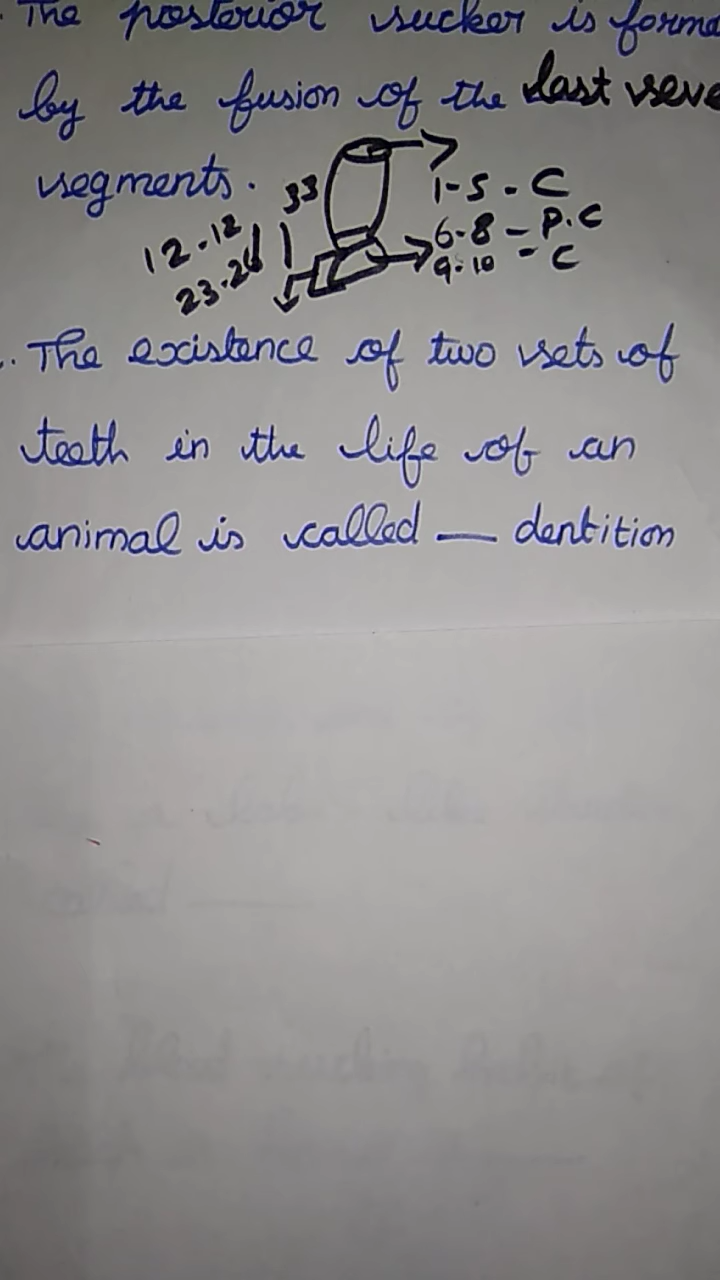 The posterior sucker is forme
by the fusion of the last seve
segments.
33
1-5 - C
6-8 - P.C
9-10 - C
12-12
23-2
The existence of two sets of
teeth in the life of an
animal is called — dentition